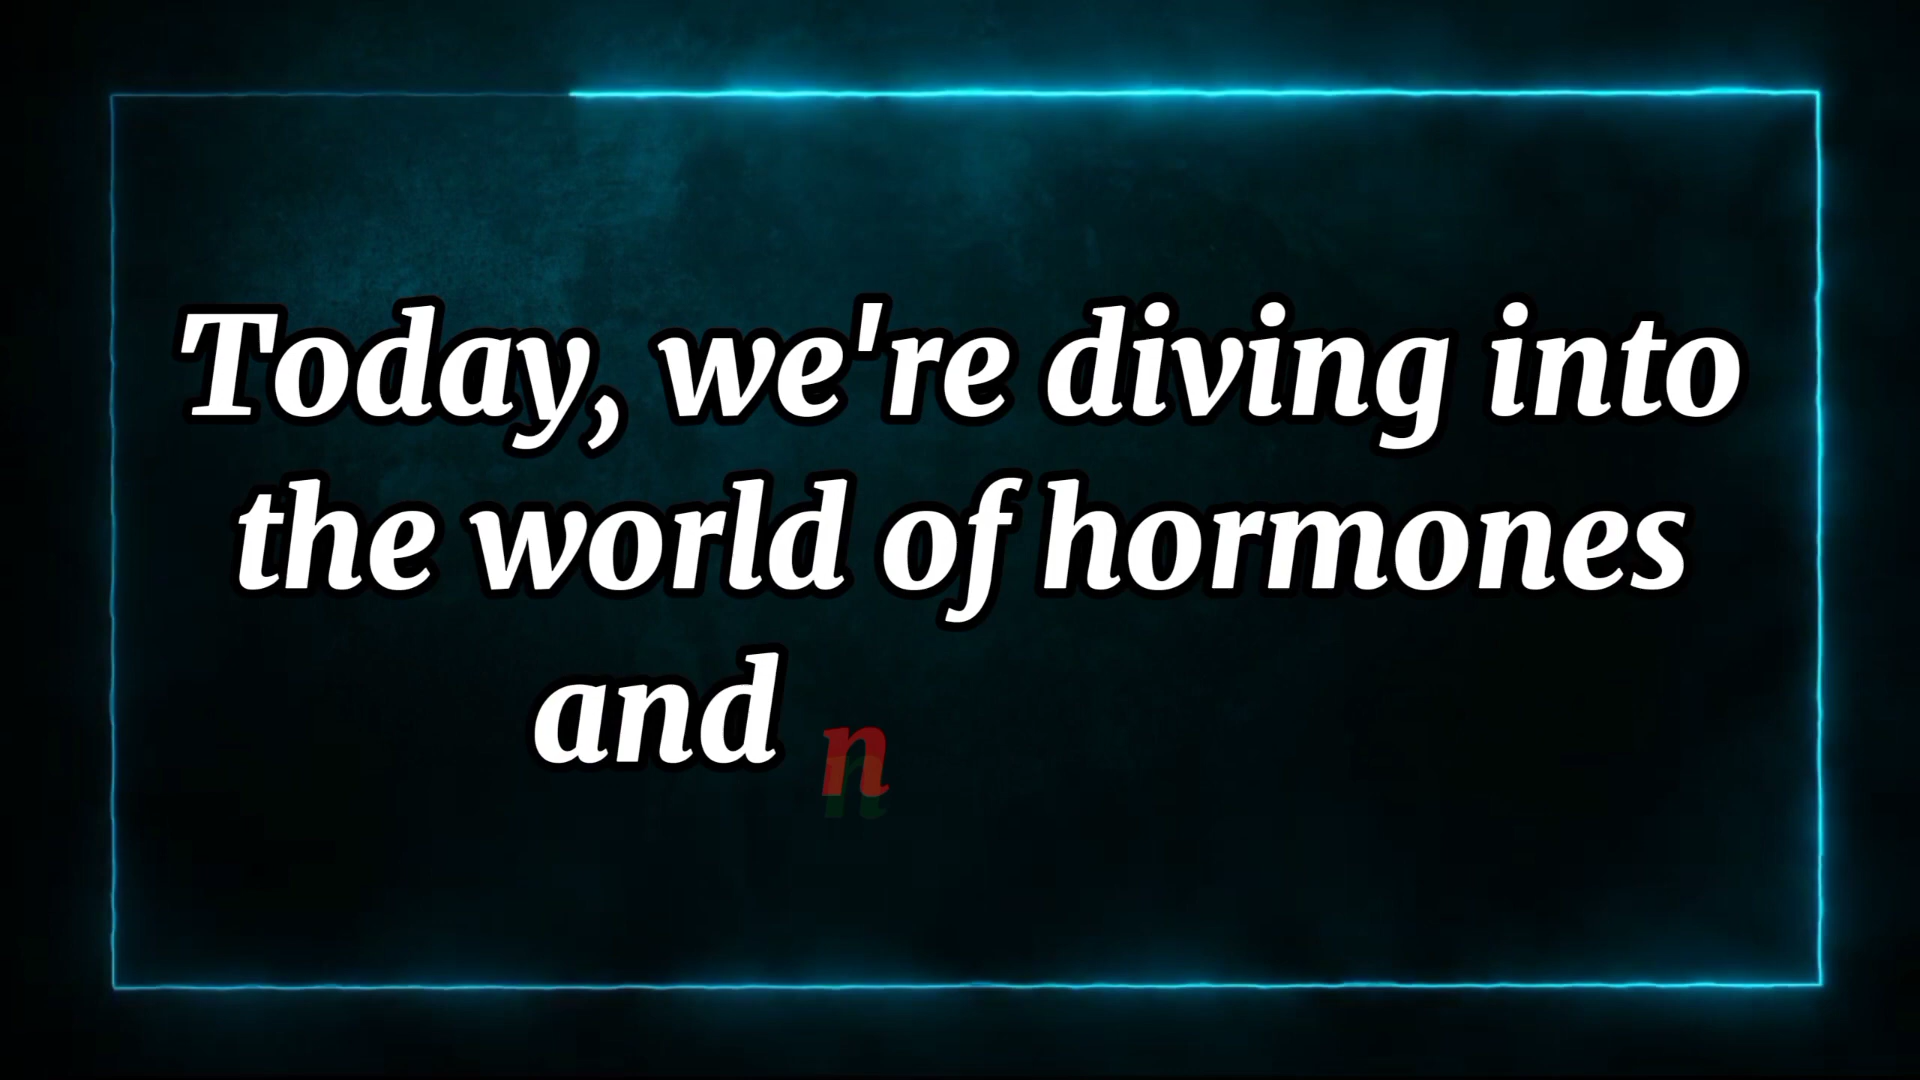 Today, we're diving into
the world of hormones
and n